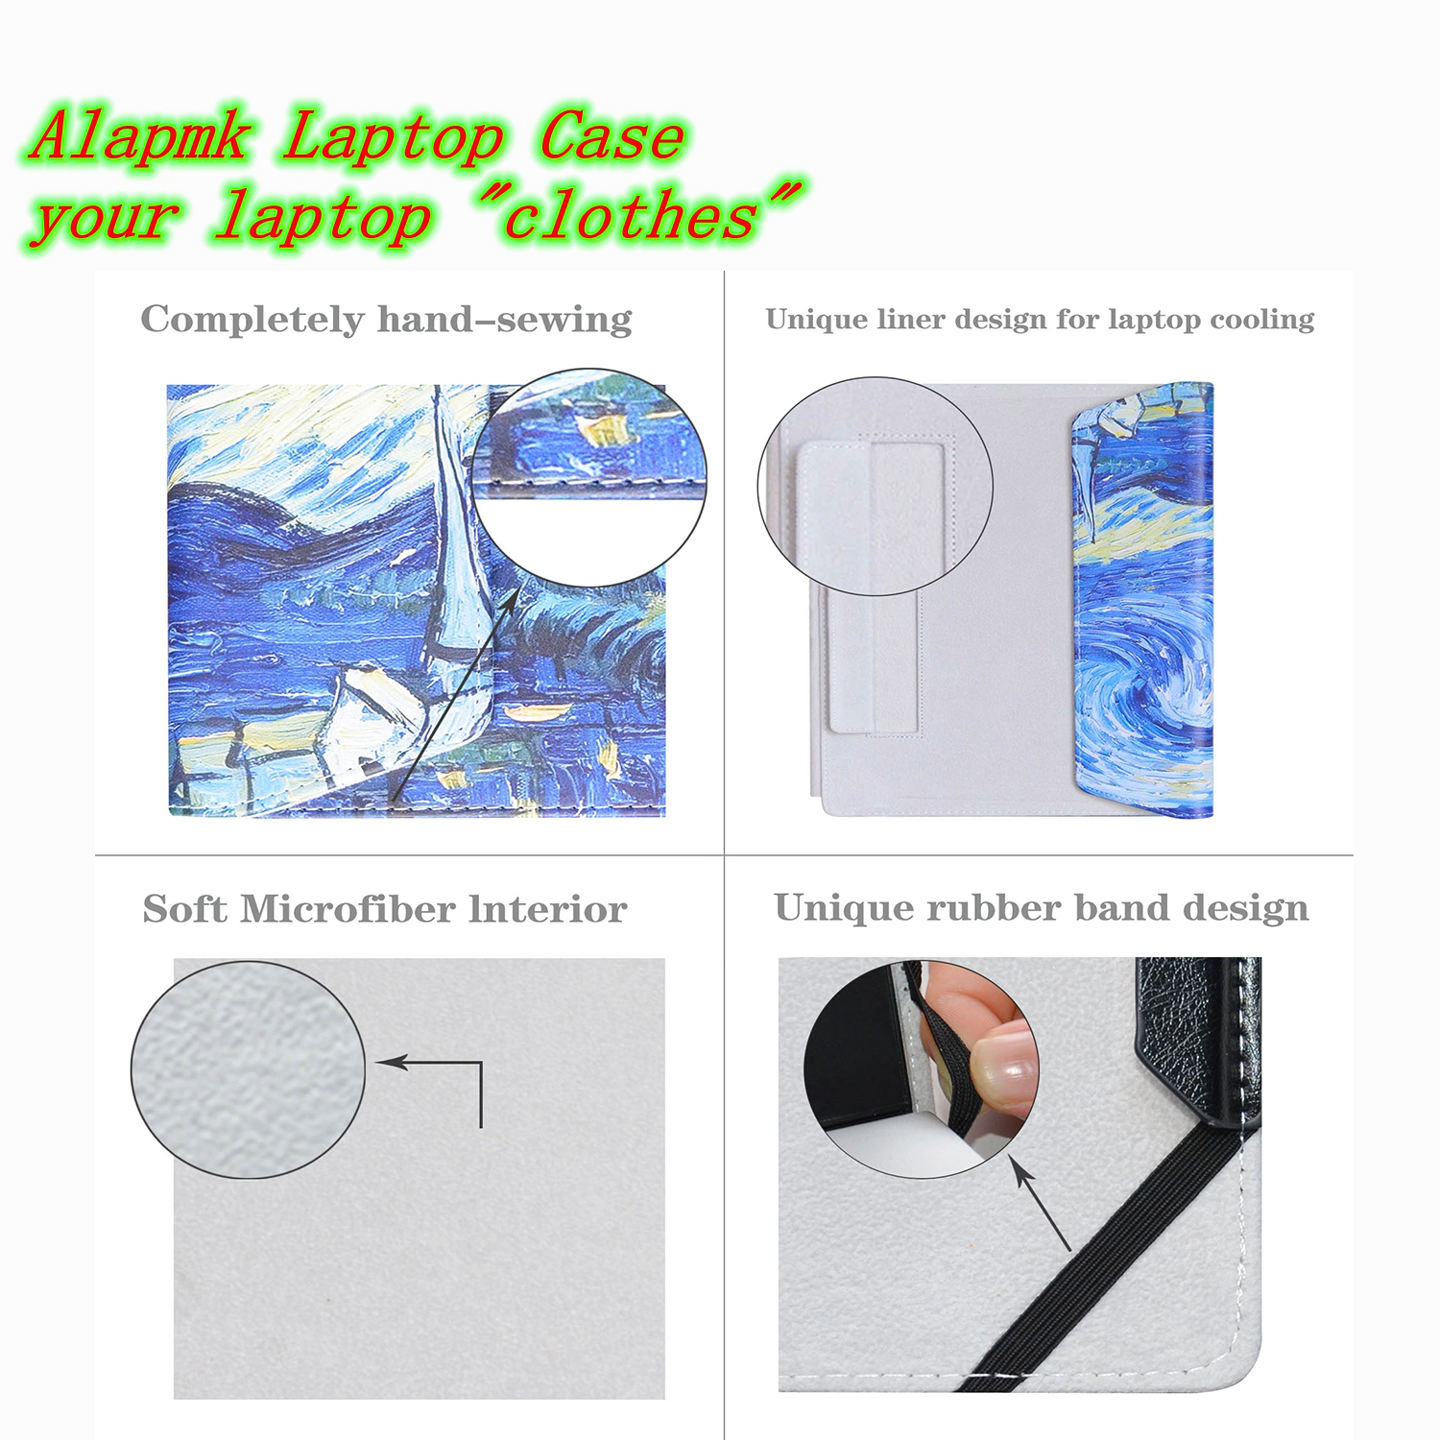 Alapmk Laptop Case
your laptop "clothes"
Completely hand-sewing
Unique liner design for laptop cooling
Soft Microfiber lnterior
Unique rubber band design